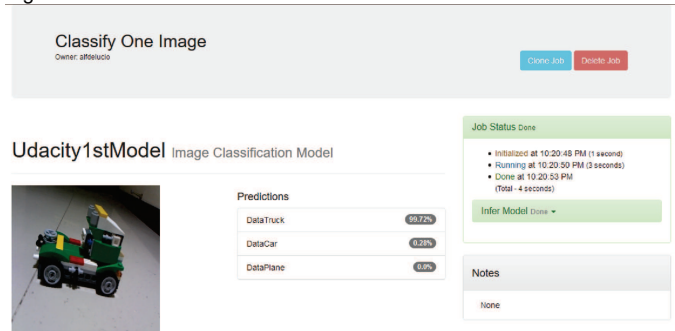 Classify One Image
Owner: alfdelucio
Clone Job Delete Job
Udacity1stModel Image Classification Model
Predictions
DataTruck 99.72%
DataCar 0.28%
DataPlane 0.0%
Job Status Done
Initialized at 10:20:48 PM (1 second)
Running at 10:20:50 PM (3 seconds)
Done at 10:20:53 PM
(Total - 4 seconds)
Infer Model Done
Notes
None